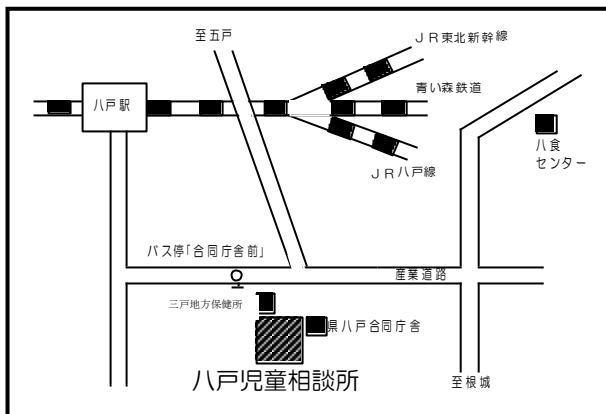 至五戸
JR東北新幹線
青い森鉄道
八戸駅
八食
センター
JR八戸線
バス停「合同庁舎前」
産業道路
三戸地方保健所
県八戸合同庁舎
八戸児童相談所
至根城